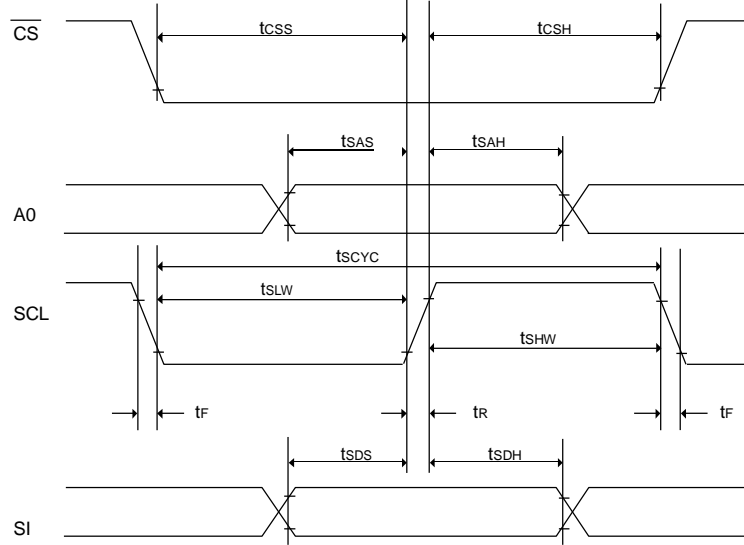 CS
tCSS
tCSH
tSAS
tSAH
A0
tSCYC
tSLW
SCL
tSHW
tF
tR
tF
tSDS
tSDH
SI